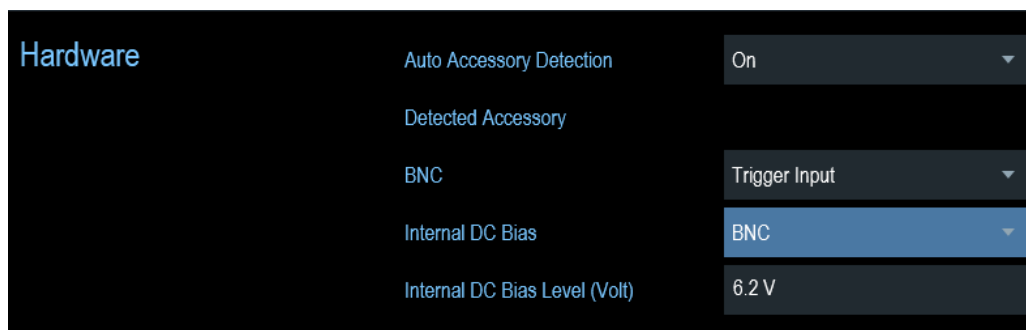 Hardware
Auto Accessory Detection On
Detected Accessory
BNC Trigger Input
Internal DC Bias BNC
Internal DC Bias Level (Volt) 6.2 V